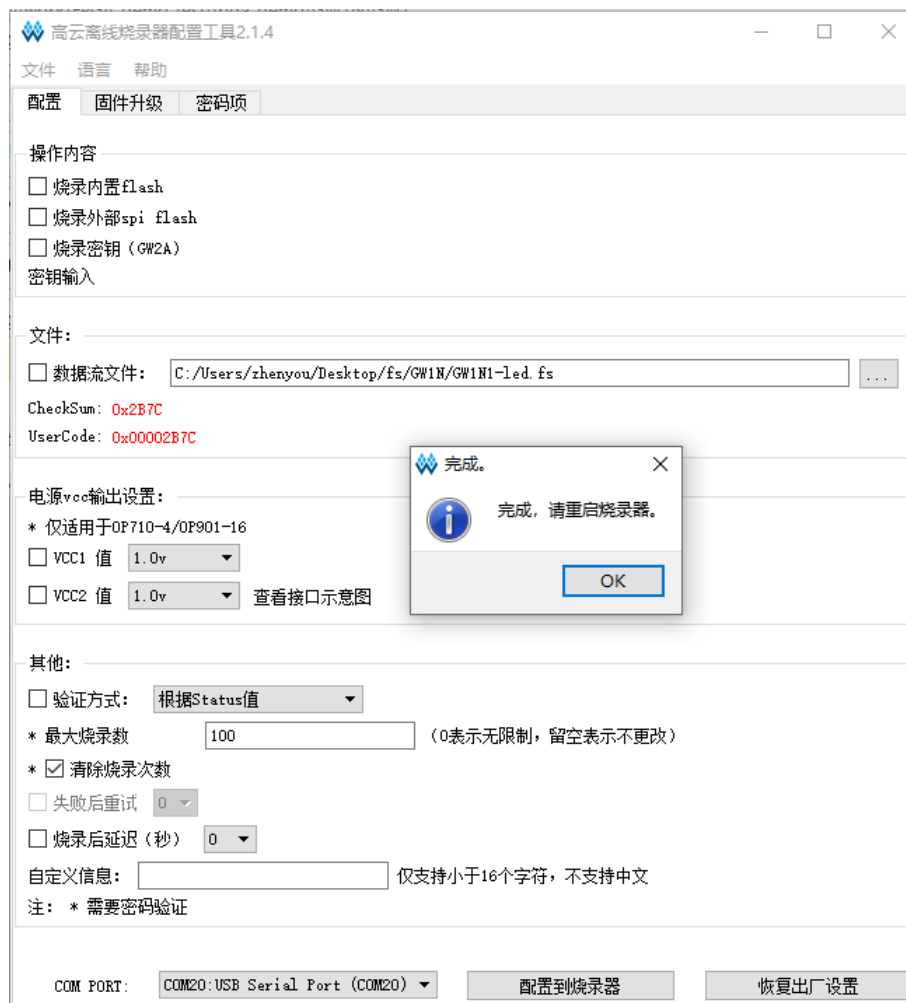 高云离线烧录器配置工具2.1.4
文件 语言 帮助
配置 固件升级 密码项
操作内容
烧录内置flash
烧录外部spi flash
烧录密钥（GW2A）
密钥输入
文件：
数据流文件： C:/Users/zhenyou/Desktop/fs/GW1N/GW1N1-led.fs ...
CheckSum: 0x2B7C
UserCode: 0x00002B7C
电源vcc输出设置：
* 仅适用于OP710-4/OP901-16
VCC1 值 1.0v
VCC2 值 1.0v 查看接口示意图
完成。
完成，请重启烧录器。
OK
其他：
验证方式： 根据Status值
* 最大烧录数 100 （0表示无限制，留空表示不更改）
* 清除烧录次数
失败后重试 0
烧录后延迟（秒） 0
自定义信息： 仅支持小于16个字符，不支持中文
注： * 需要密码验证
COM PORT: COM20:USB Serial Port (COM20) 配置到烧录器 恢复出厂设置